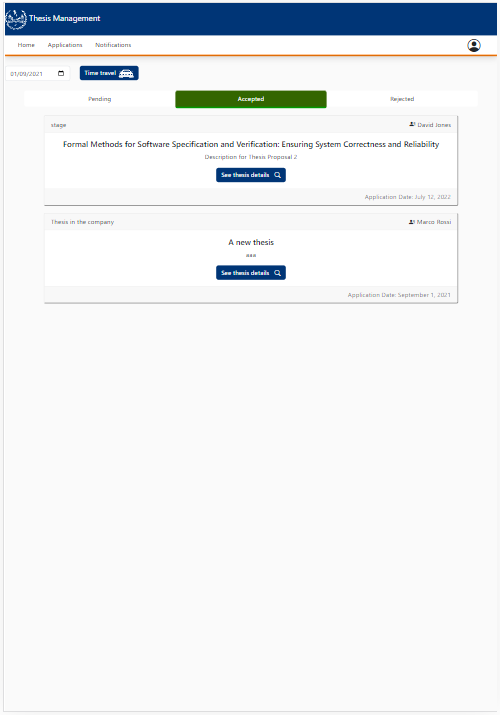 Thesis Management
Home Applications Notifications
01/09/2021 Time travel
Pending Accepted Rejected
stage David Jones
Formal Methods for Software Specification and Verification: Ensuring System Correctness and Reliability
Description for Thesis Proposal 2
See thesis details
Application Date: July 12, 2022
Thesis in the company Marco Rossi
A new thesis
aaa
See thesis details
Application Date: September 1, 2021